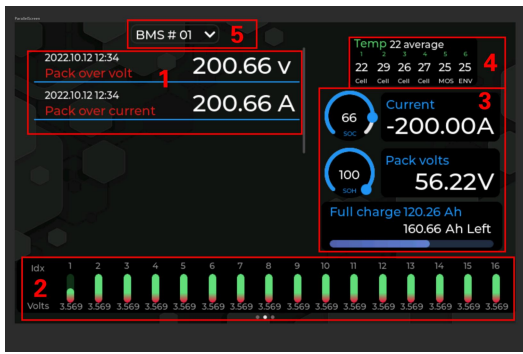 ParallelScreen
BMS # 01
5
2022.10.12 12:34
Pack over volt
1
200.66 v
2022.10.12 12:34
Pack over current
200.66 A
Temp 22 average
1 2 3 4 5 6
22 29 26 27 25 25
Cell Cell Cell Cell MOS ENV
4
3
66
SOC
Current
-200.00A
100
SOH
Pack volts
56.22V
Full charge 120.26 Ah
160.66 Ah Left
Idx 1 2 3 4 5 6 7 8 9 10 11 12 13 14 15 16
2
Volts 3.569 3.569 3.569 3.569 3.569 3.569 3.569 3.569 3.569 3.569 3.569 3.569 3.569 3.569 3.569 3.569